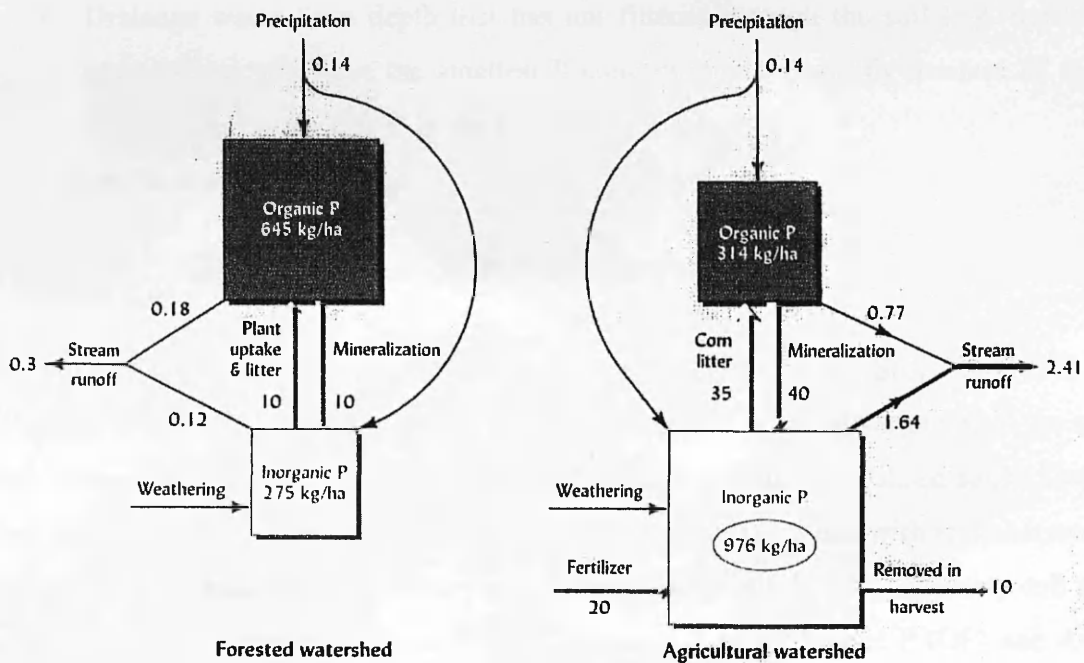 Precipitation
0.14
Organic P
645 kg/ha
0.18
0.3
Stream
runoff
0.12
Plant
uptake
& litter
10
Mineralization
10
Weathering
Inorganic P
275 kg/ha
Forested watershed
Precipitation
0.14
Organic P
314 kg/ha
0.77
Corn
litter
35
Mineralization
40
Stream
runoff
2.41
1.64
Weathering
Inorganic P
976 kg/ha
Fertilizer
20
Removed in
harvest
10
Agricultural watershed